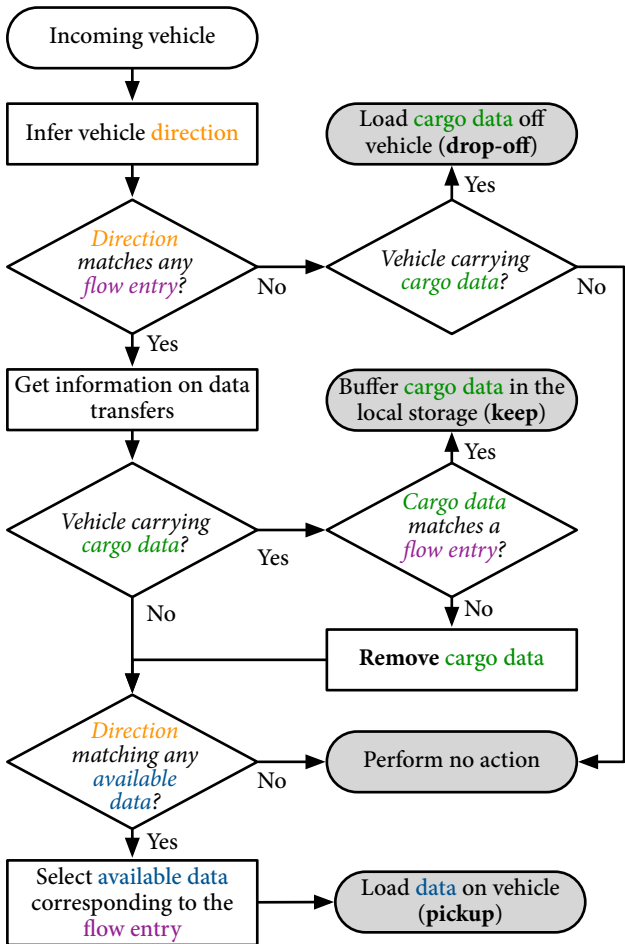 Incoming vehicle
Infer vehicle direction
Load cargo data off
vehicle (drop-off)
Yes
Direction
matches any
flow entry?
No
Vehicle carrying
cargo data?
No
Yes
Get information on data
transfers
Buffer cargo data in the
local storage (keep)
Yes
Vehicle carrying
cargo data?
Yes
Cargo data
matches a
flow entry?
No
No
Remove cargo data
Direction
matching any
available
data?
No
Perform no action
Yes
Select available data
corresponding to the
flow entry
Load data on vehicle
(pickup)